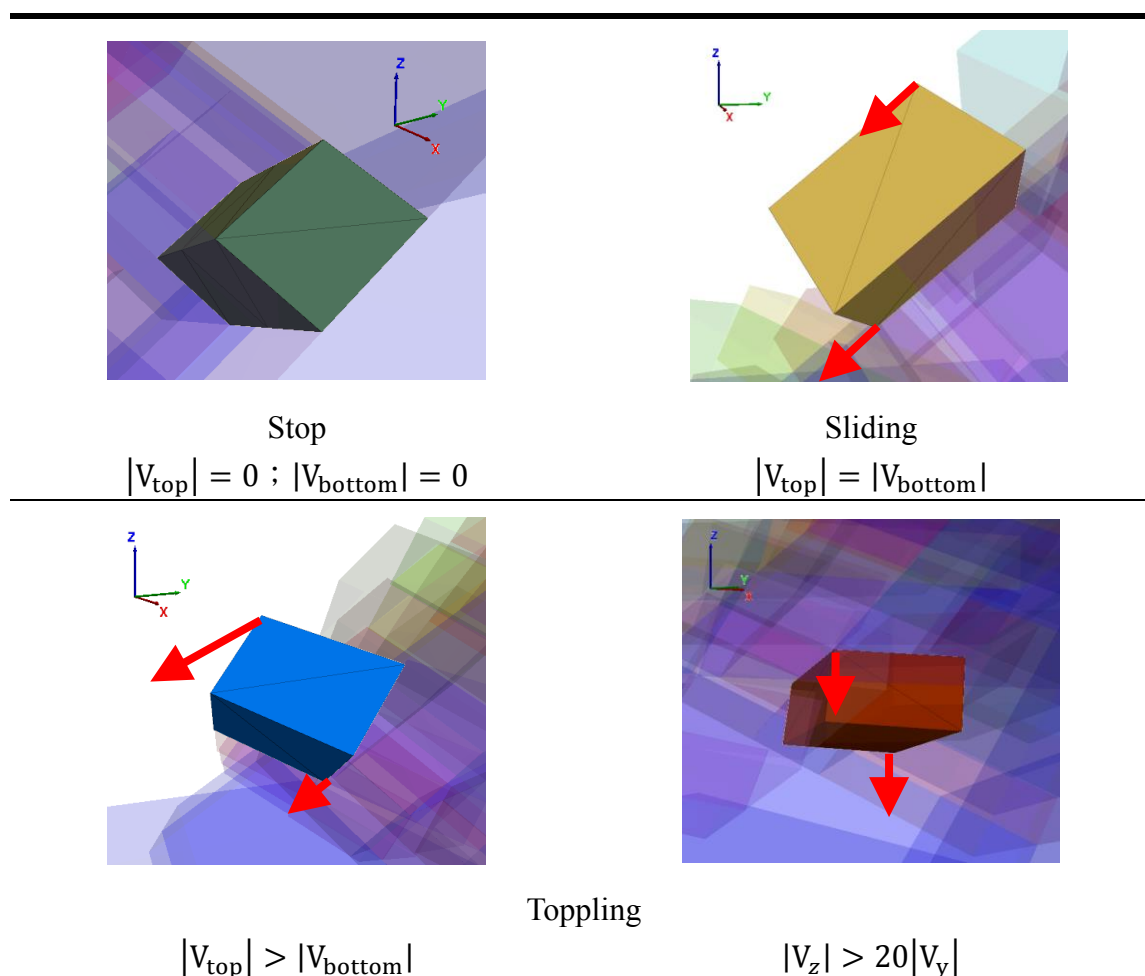 Z
Y
X
Z
Y
X
Stop
Sliding
|V_top| = 0 ; |V_bottom| = 0
|V_top| = |V_bottom|
Z
Y
X
Z
Y
X
Toppling
|V_top| > |V_bottom|
|V_z| > 20|V_y|